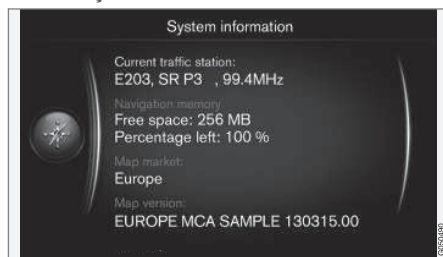 System information
Current traffic station:
E203, SR P3 , 99.4MHz
Navigation memory
Free space: 256 MB
Percentage left: 100 %
Map market:
Europe
Map version:
EUROPE MCA SAMPLE 130315.00
G050490